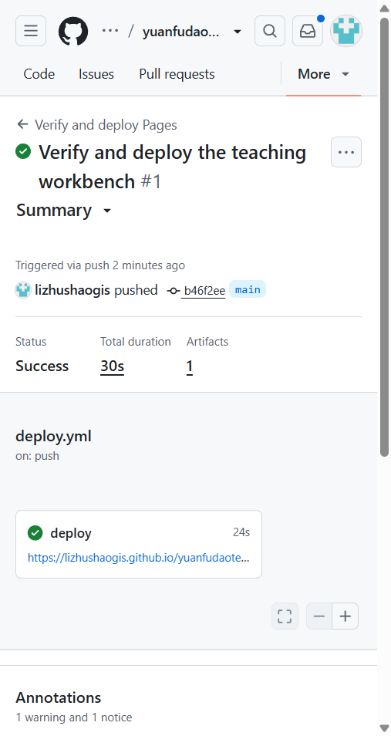 ... / yuanfudao...
Code Issues Pull requests More
← Verify and deploy Pages
Verify and deploy the teaching
workbench #1
...
Summary
Triggered via push 2 minutes ago
lizhushaogis pushed b46f2ee main
Status Total duration Artifacts
Success 30s 1
deploy.yml
on: push
deploy 24s
https://lizhushaogis.github.io/yuanfudaote...
Annotations
1 warning and 1 notice